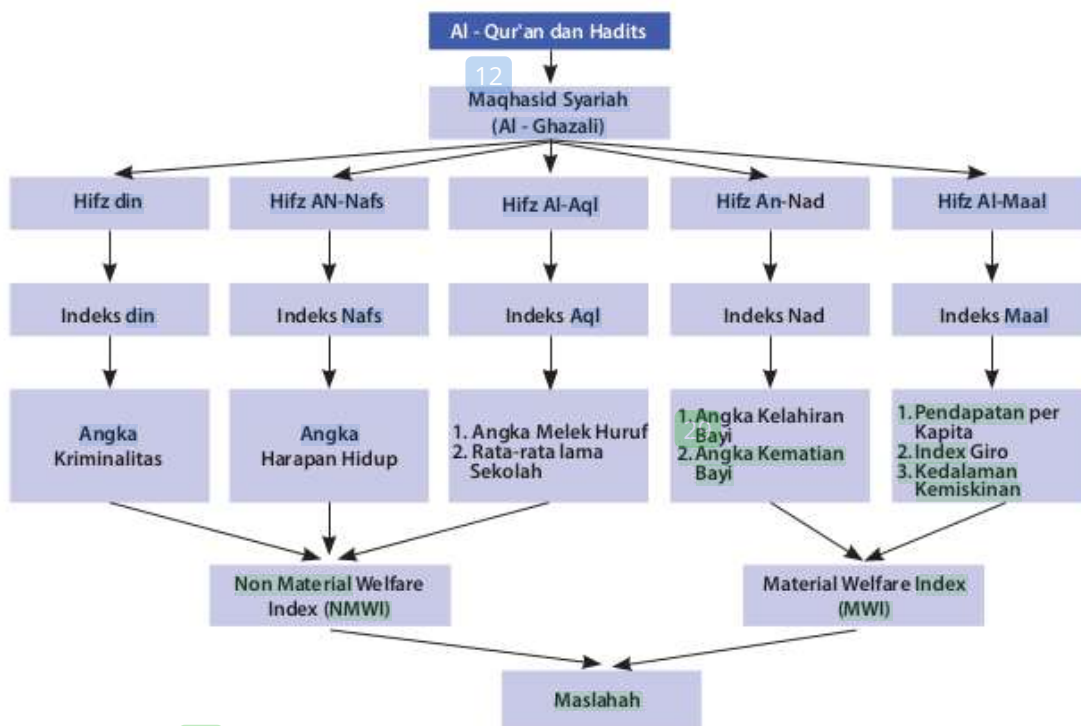 Al - Qur'an dan Hadits
12
Maqhasid Syariah
(Al - Ghazali)
Hifz din
Hifz AN-Nafs
Hifz Al-Aql
Hifz An-Nad
Hifz Al-Maal
Indeks din
Indeks Nafs
Indeks Aql
Indeks Nad
Indeks Maal
Angka
Kriminalitas
Angka
Harapan Hidup
1. Angka Melek Huruf
2. Rata-rata lama
Sekolah
1. Angka Kelahiran
Bayi
2. Angka Kematian
Bayi
1. Pendapatan per
Kapita
2. Index Giro
3. Kedalaman
Kemiskinan
Non Material Welfare
Index (NMWI)
Material Welfare Index
(MWI)
Maslahah